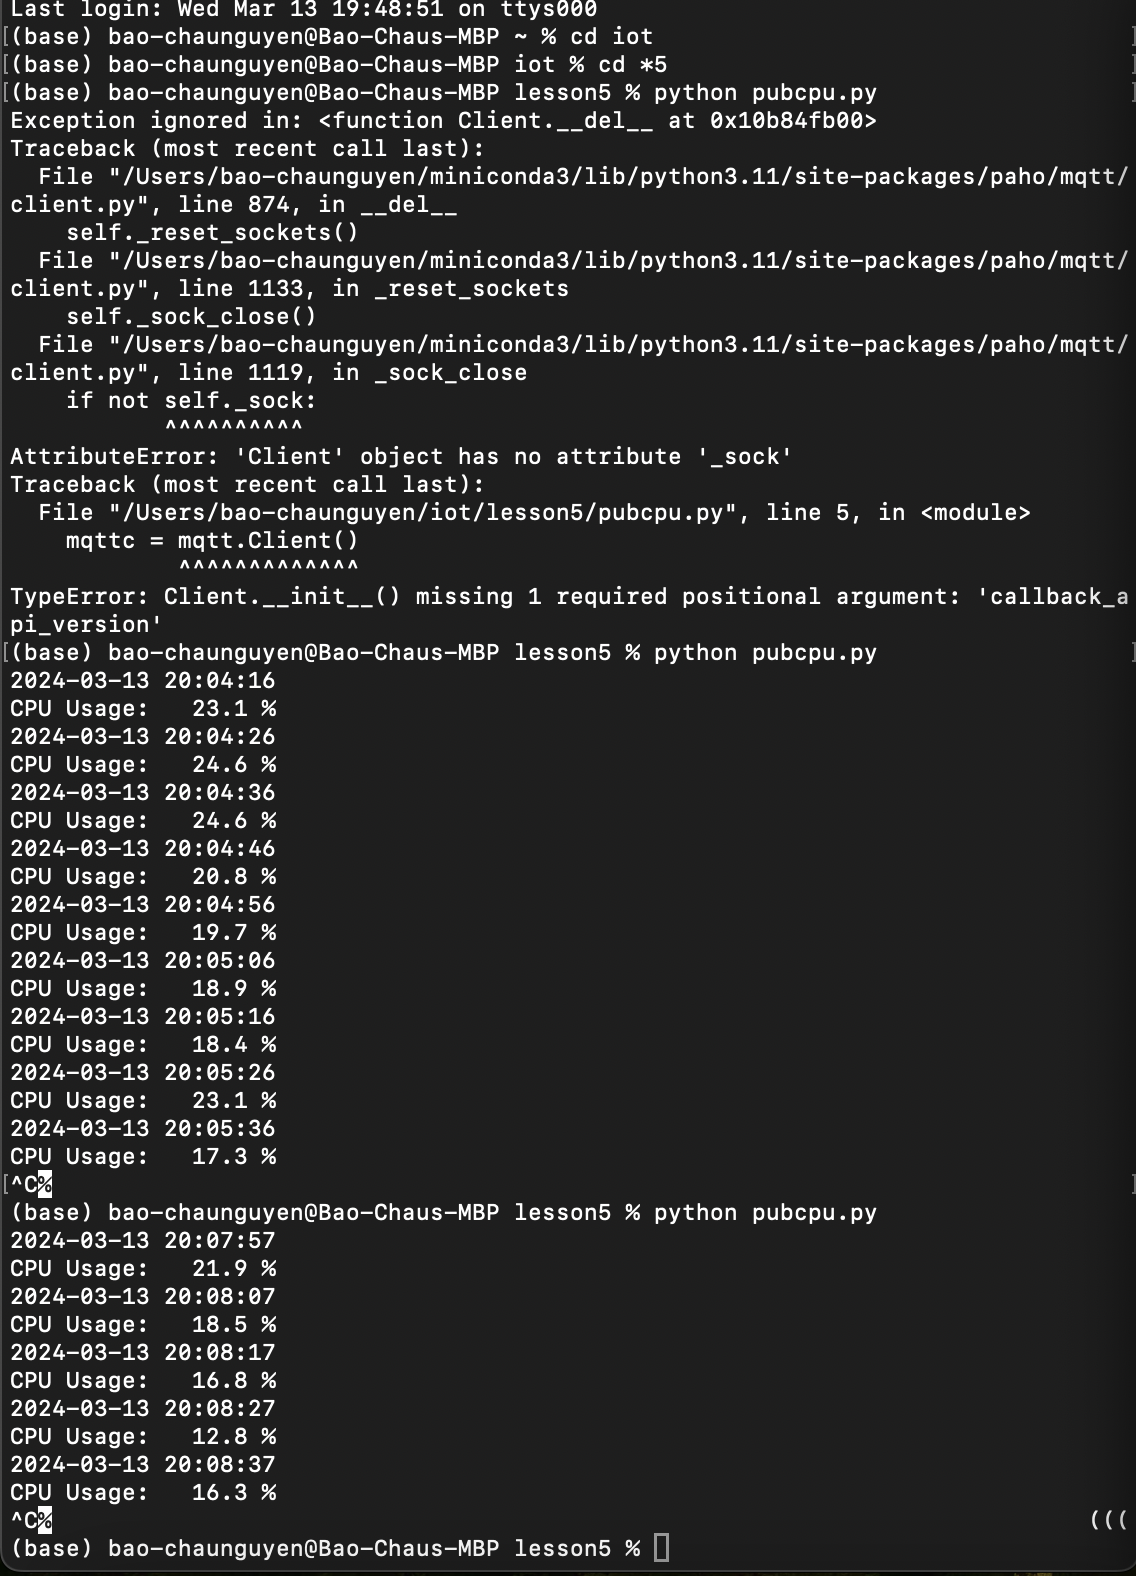 Last login: Wed Mar 13 19:48:51 on ttys000
[(base) bao-chaunguyen@Bao-Chaus-MBP ~ % cd iot ]
[(base) bao-chaunguyen@Bao-Chaus-MBP iot % cd *5 ]
[(base) bao-chaunguyen@Bao-Chaus-MBP lesson5 % python pubcpu.py ]
Exception ignored in: <function Client.__del__ at 0x10b84fb00>
Traceback (most recent call last):
  File "/Users/bao-chaunguyen/miniconda3/lib/python3.11/site-packages/paho/mqtt/
client.py", line 874, in __del__
    self._reset_sockets()
  File "/Users/bao-chaunguyen/miniconda3/lib/python3.11/site-packages/paho/mqtt/
client.py", line 1133, in _reset_sockets
    self._sock_close()
  File "/Users/bao-chaunguyen/miniconda3/lib/python3.11/site-packages/paho/mqtt/
client.py", line 1119, in _sock_close
    if not self._sock:
           ^^^^^^^^^^
AttributeError: 'Client' object has no attribute '_sock'
Traceback (most recent call last):
  File "/Users/bao-chaunguyen/iot/lesson5/pubcpu.py", line 5, in <module>
    mqttc = mqtt.Client()
            ^^^^^^^^^^^^^
TypeError: Client.__init__() missing 1 required positional argument: 'callback_a
pi_version'
[(base) bao-chaunguyen@Bao-Chaus-MBP lesson5 % python pubcpu.py ]
2024-03-13 20:04:16
CPU Usage:   23.1 %
2024-03-13 20:04:26
CPU Usage:   24.6 %
2024-03-13 20:04:36
CPU Usage:   24.6 %
2024-03-13 20:04:46
CPU Usage:   20.8 %
2024-03-13 20:04:56
CPU Usage:   19.7 %
2024-03-13 20:05:06
CPU Usage:   18.9 %
2024-03-13 20:05:16
CPU Usage:   18.4 %
2024-03-13 20:05:26
CPU Usage:   23.1 %
2024-03-13 20:05:36
CPU Usage:   17.3 %
[^C% ]
(base) bao-chaunguyen@Bao-Chaus-MBP lesson5 % python pubcpu.py
2024-03-13 20:07:57
CPU Usage:   21.9 %
2024-03-13 20:08:07
CPU Usage:   18.5 %
2024-03-13 20:08:17
CPU Usage:   16.8 %
2024-03-13 20:08:27
CPU Usage:   12.8 %
2024-03-13 20:08:37
CPU Usage:   16.3 %
^C% (((
(base) bao-chaunguyen@Bao-Chaus-MBP lesson5 %